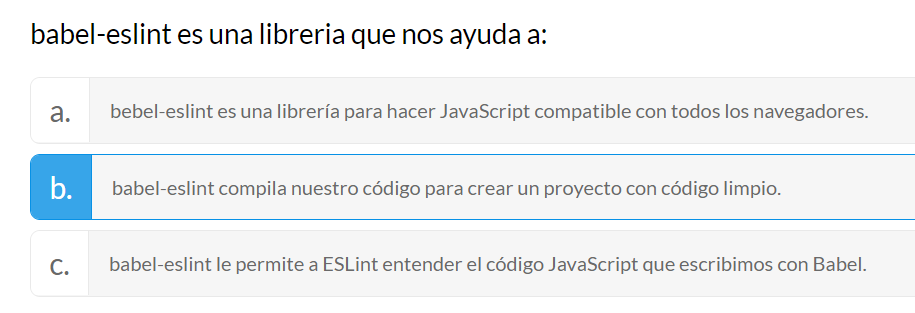 babel-eslint es una libreria que nos ayuda a:
a. bebel-eslint es una librería para hacer JavaScript compatible con todos los navegadores.
b. babel-eslint compila nuestro código para crear un proyecto con código limpio.
c. babel-eslint le permite a ESLint entender el código JavaScript que escribimos con Babel.